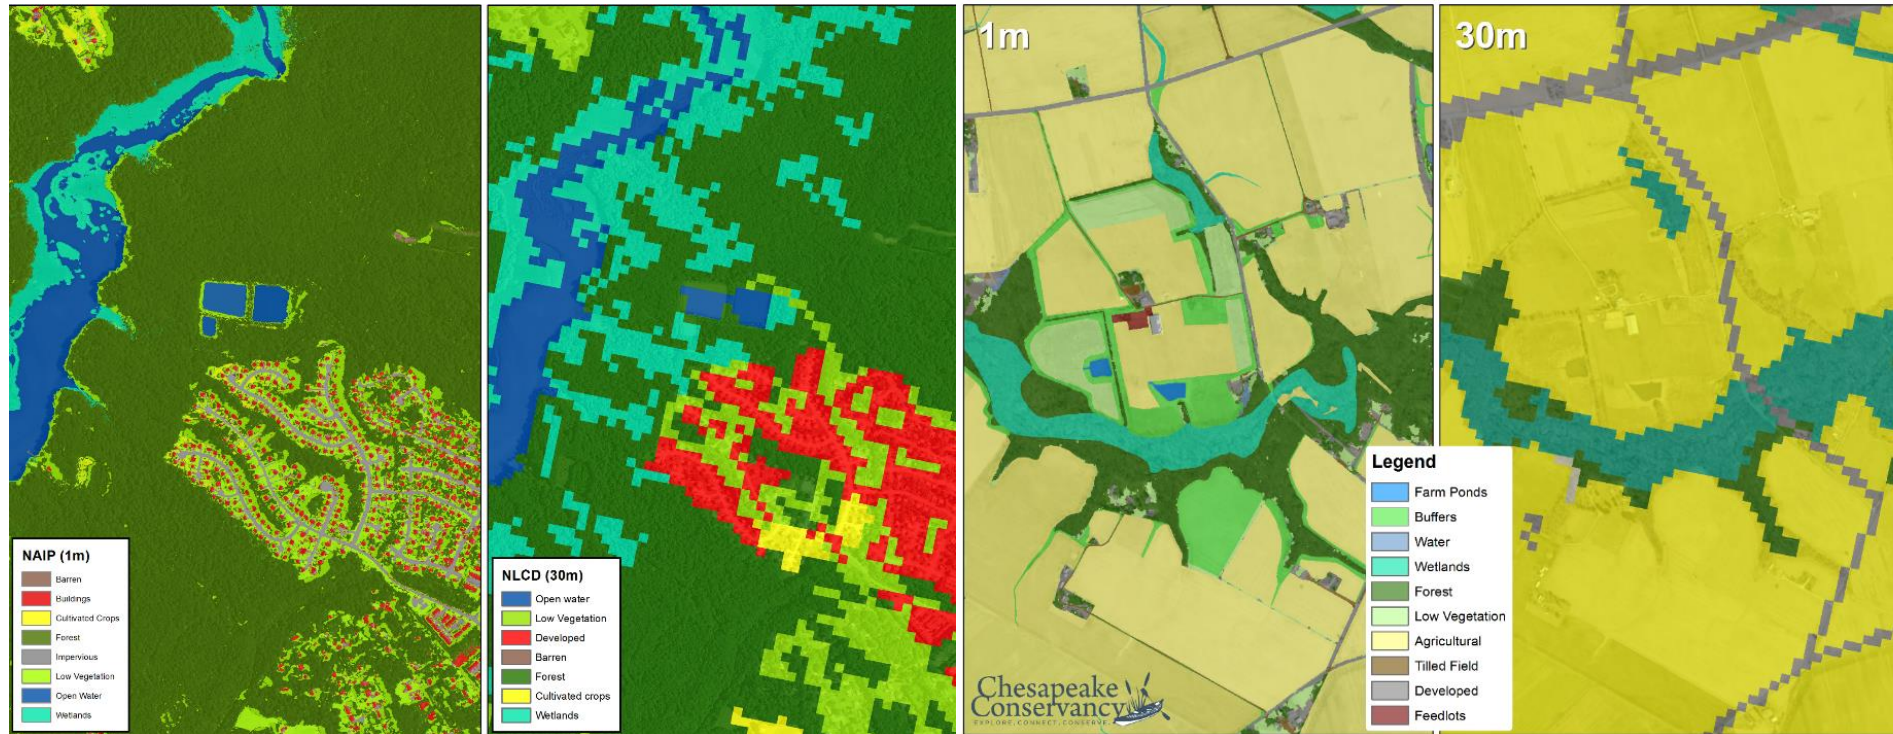 NAIP (1m)
Barren
Buildings
Cultivated Crops
Forest
Impervious
Low Vegetation
Open Water
Wetlands
NLCD (30m)
Open water
Low Vegetation
Developed
Barren
Forest
Cultivated crops
Wetlands
1m
Chesapeake
Conservancy
EXPLORE. CONNECT. CONSERVE.
30m
Legend
Farm Ponds
Buffers
Water
Wetlands
Forest
Low Vegetation
Agricultural
Tilled Field
Developed
Feedlots